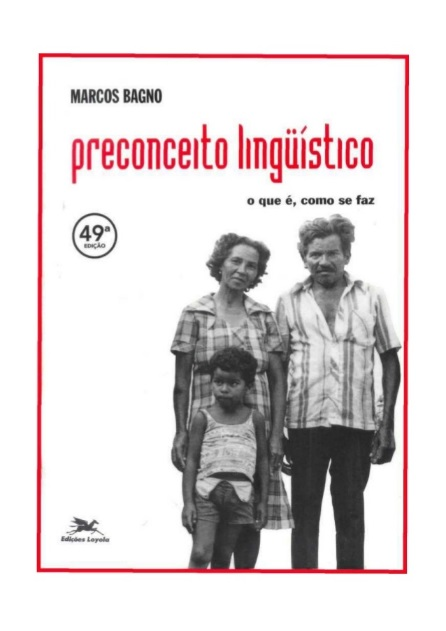 MARCOS BAGNO
preconceito lingüístico
o que é, como se faz
49ª
EDIÇÃO
Edições Loyola